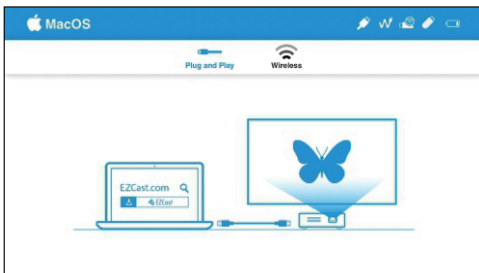 MacOS
Plug and Play
Wireless
EZCast.com
EZCast